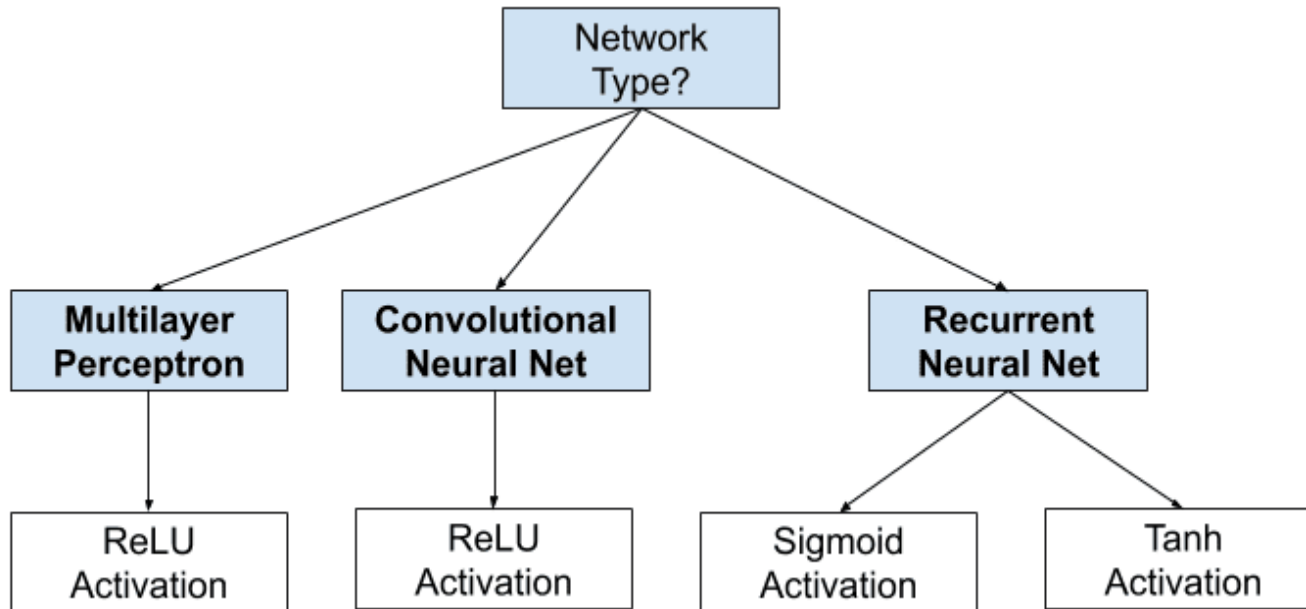 Network
Type?
Multilayer
Perceptron
Convolutional
Neural Net
Recurrent
Neural Net
ReLU
Activation
ReLU
Activation
Sigmoid
Activation
Tanh
Activation